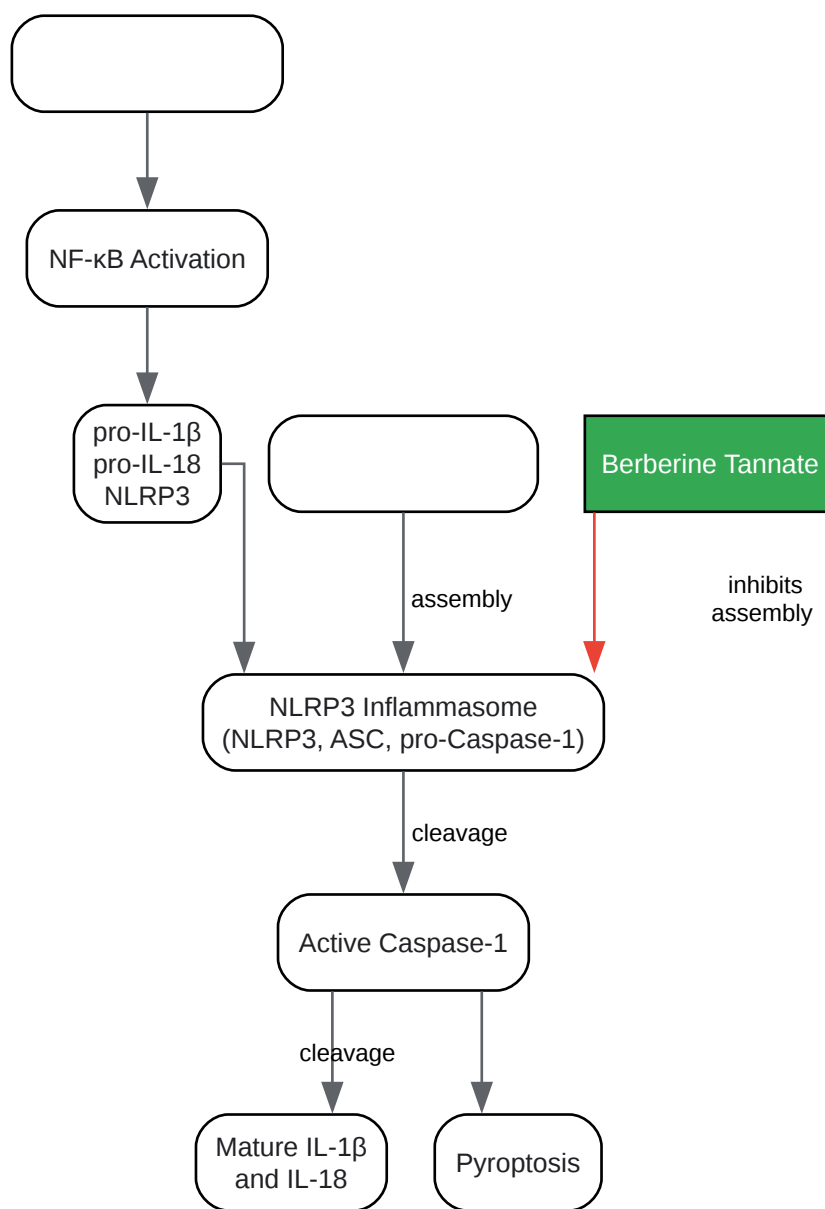 NF-κB Activation
pro-IL-1β
pro-IL-18
NLRP3
Berberine Tannate
assembly
inhibits
assembly
NLRP3 Inflammasome
(NLRP3, ASC, pro-Caspase-1)
cleavage
Active Caspase-1
cleavage
Mature IL-1β
and IL-18
Pyroptosis